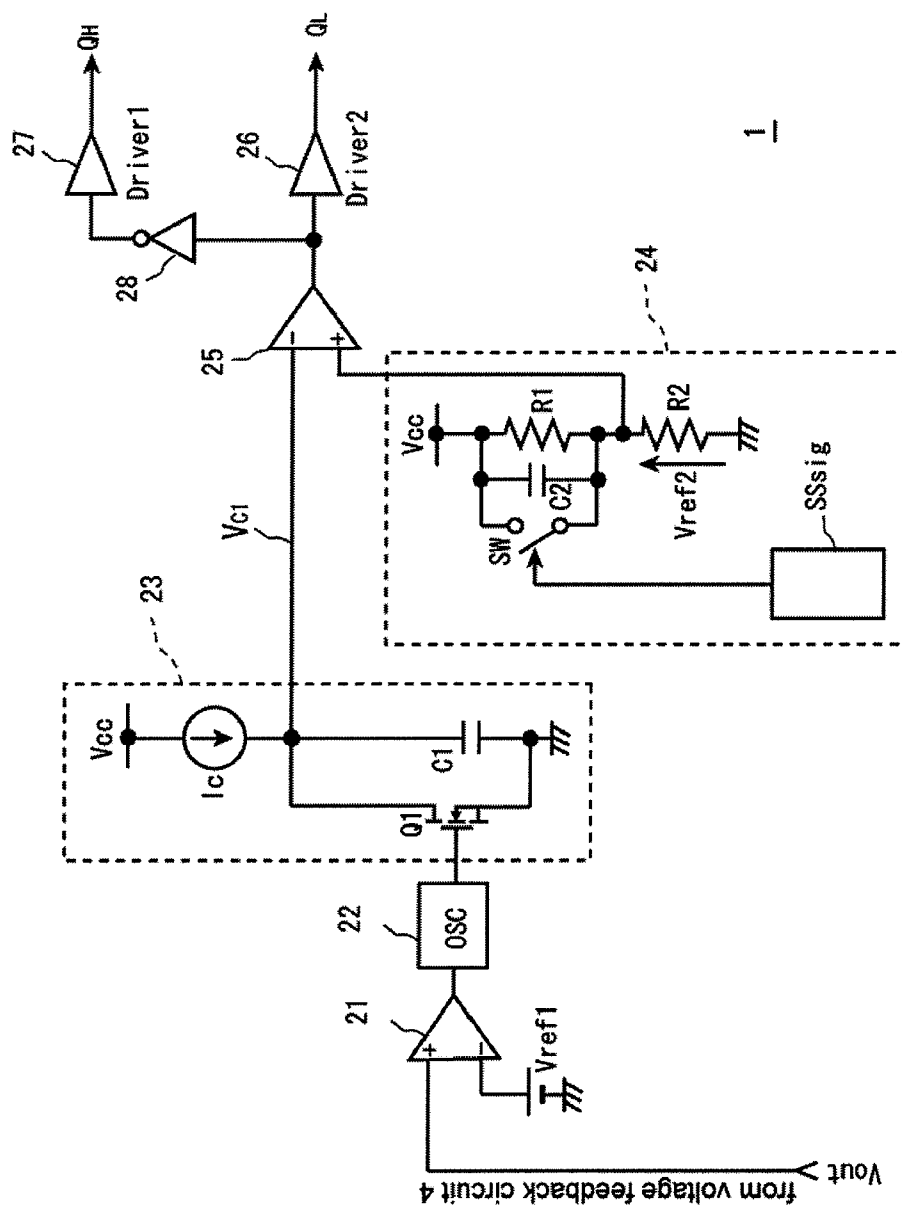 QH
QL
27
Driver1
26
Driver2
28
25
−
+
1
24
Vcc
R1
C2
SW
R2
Vref2
SSsig
VC1
23
Vcc
Ic
C1
Q1
22
OSC
21
+
−
Vref1
Vout
from voltage feedback circuit 4